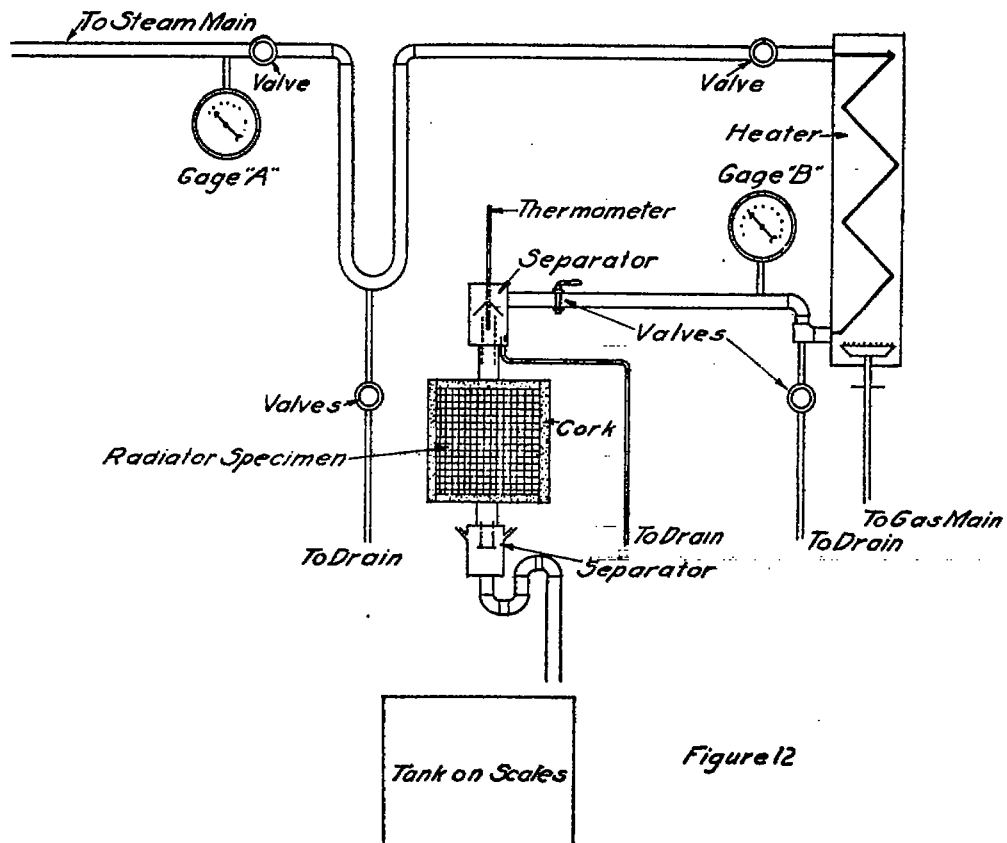 To Steam Main
Valve
Valve
Gage "A"
Heater
Gage "B"
Thermometer
Separator
Valves
Valves
Cork
Radiator Specimen
To Gas Main
To Drain
To Drain
To Drain
Separator
Figure 12
Tank on Scales